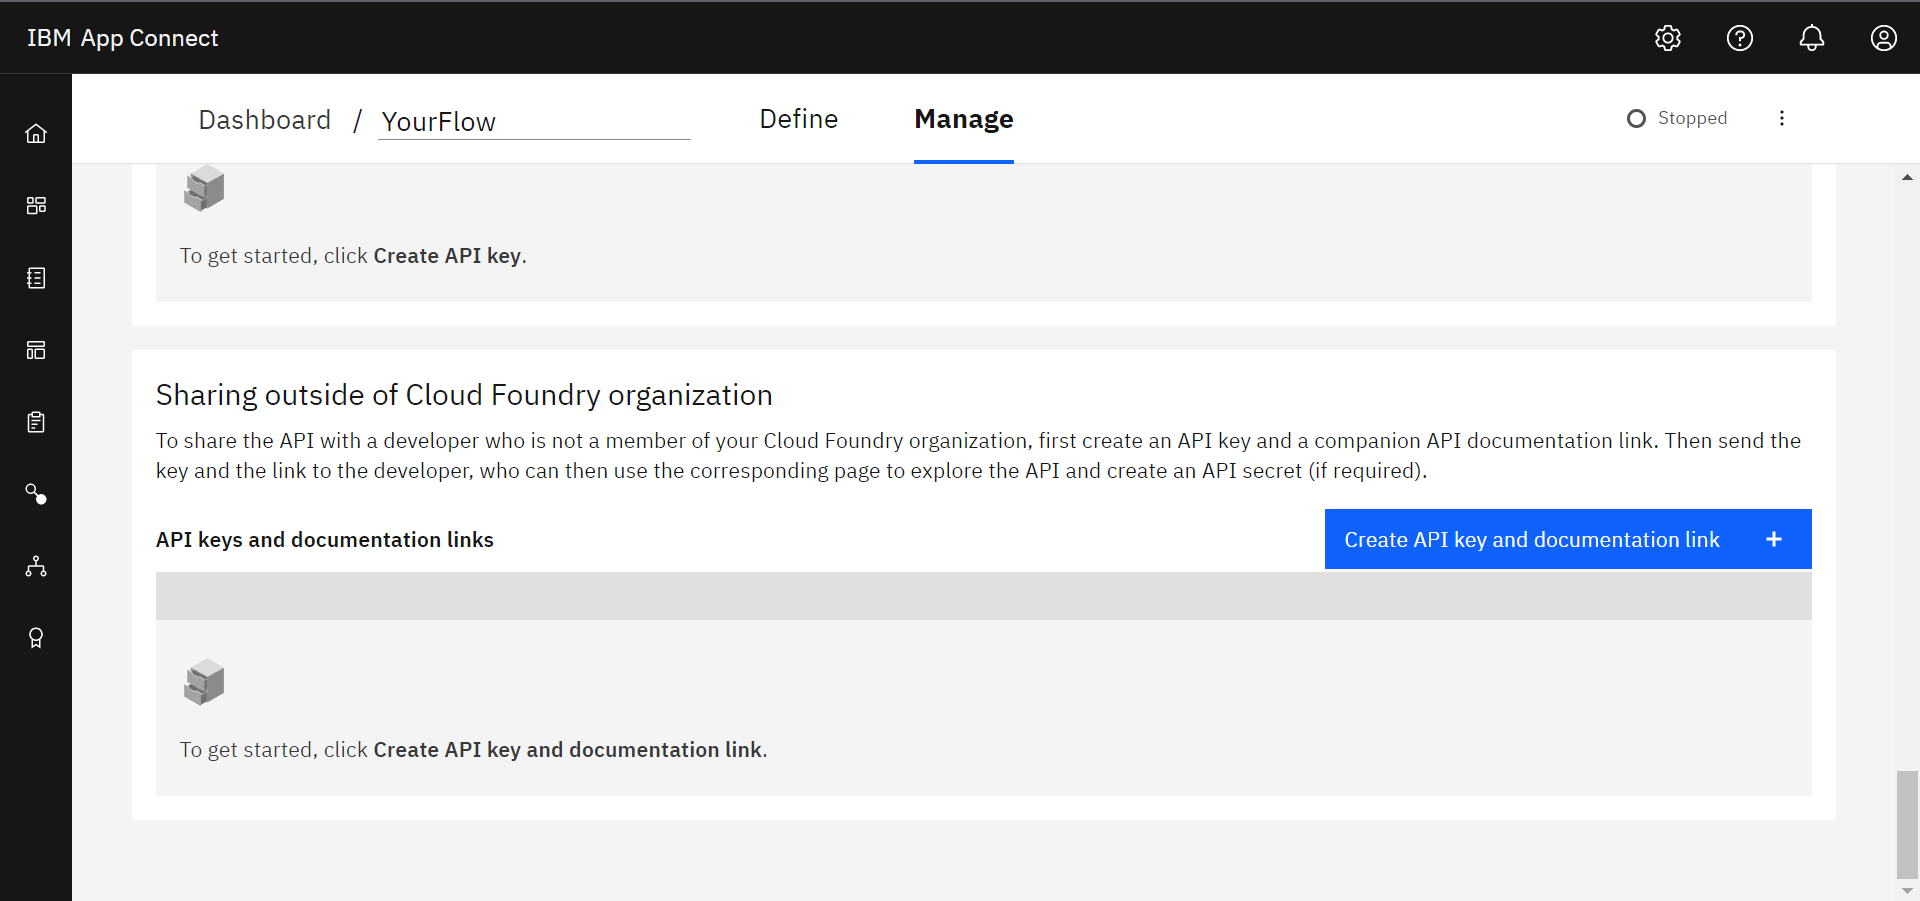 IBM App Connect
Dashboard / YourFlow Define Manage Stopped
To get started, click Create API key.
Sharing outside of Cloud Foundry organization
To share the API with a developer who is not a member of your Cloud Foundry organization, first create an API key and a companion API documentation link. Then send the
key and the link to the developer, who can then use the corresponding page to explore the API and create an API secret (if required).
API keys and documentation links
Create API key and documentation link +
To get started, click Create API key and documentation link.